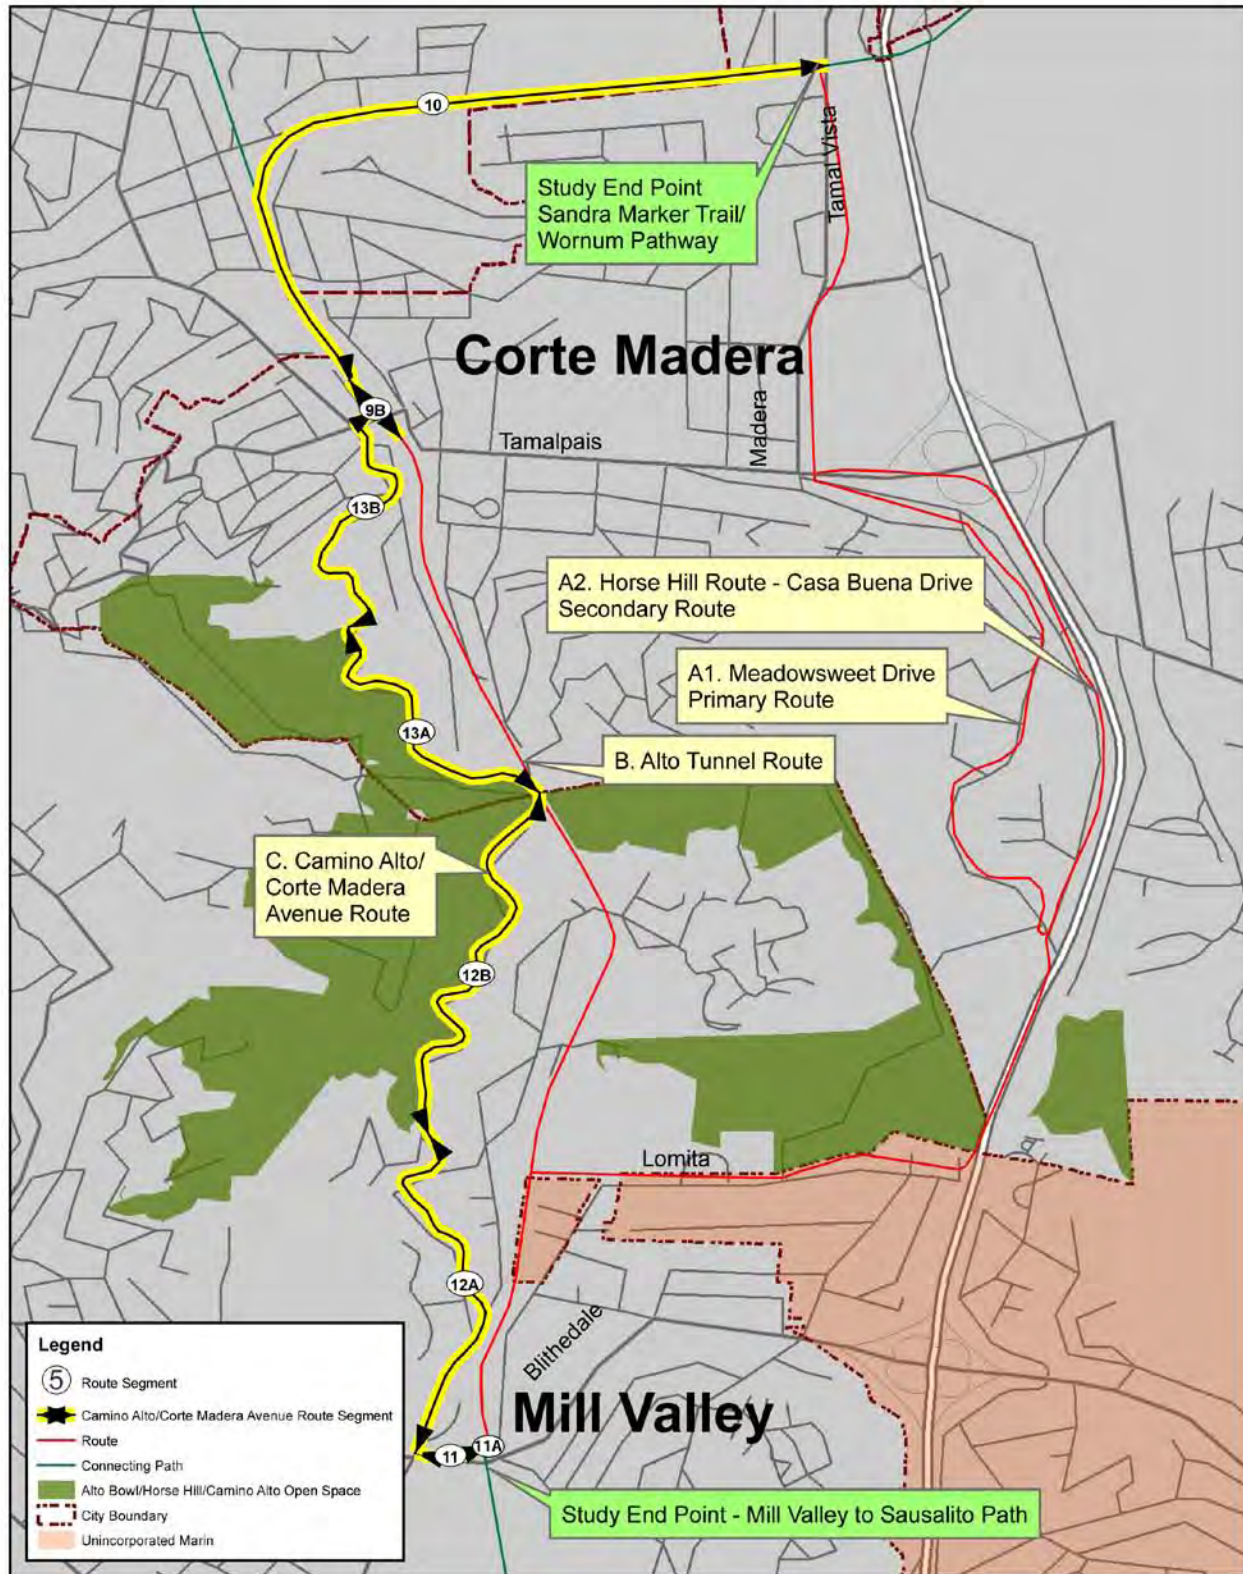 10
Study End Point
Sandra Marker Trail/
Wornum Pathway
Tamal Vista
Corte Madera
9B
Tamalpais
Madera
13B
A2. Horse Hill Route - Casa Buena Drive
Secondary Route
A1. Meadowsweet Drive
Primary Route
13A
B. Alto Tunnel Route
C. Camino Alto/
Corte Madera
Avenue Route
12B
Lomita
12A
Blithedale
Mill Valley
11
11A
Study End Point - Mill Valley to Sausalito Path
Legend
5
Route Segment
Camino Alto/Corte Madera Avenue Route Segment
Route
Connecting Path
Alto Bowl/Horse Hill/Camino Alto Open Space
City Boundary
Unincorporated Marin